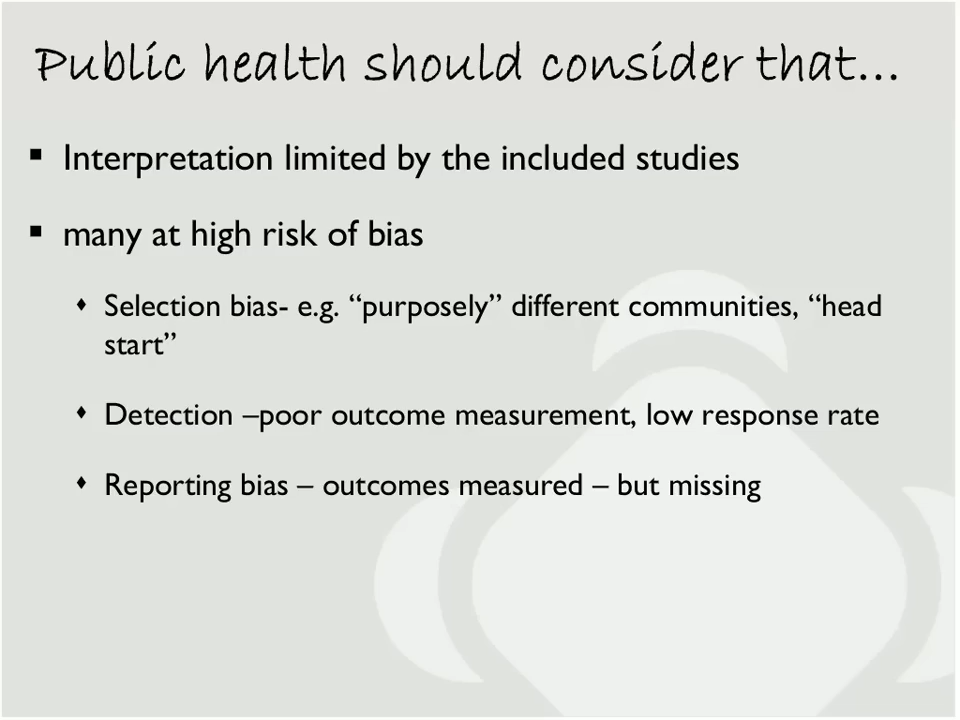 Public health should consider that...
▪ Interpretation limited by the included studies
▪ many at high risk of bias
♦ Selection bias- e.g. “purposely” different communities, “head
start”
♦ Detection –poor outcome measurement, low response rate
♦ Reporting bias – outcomes measured – but missing